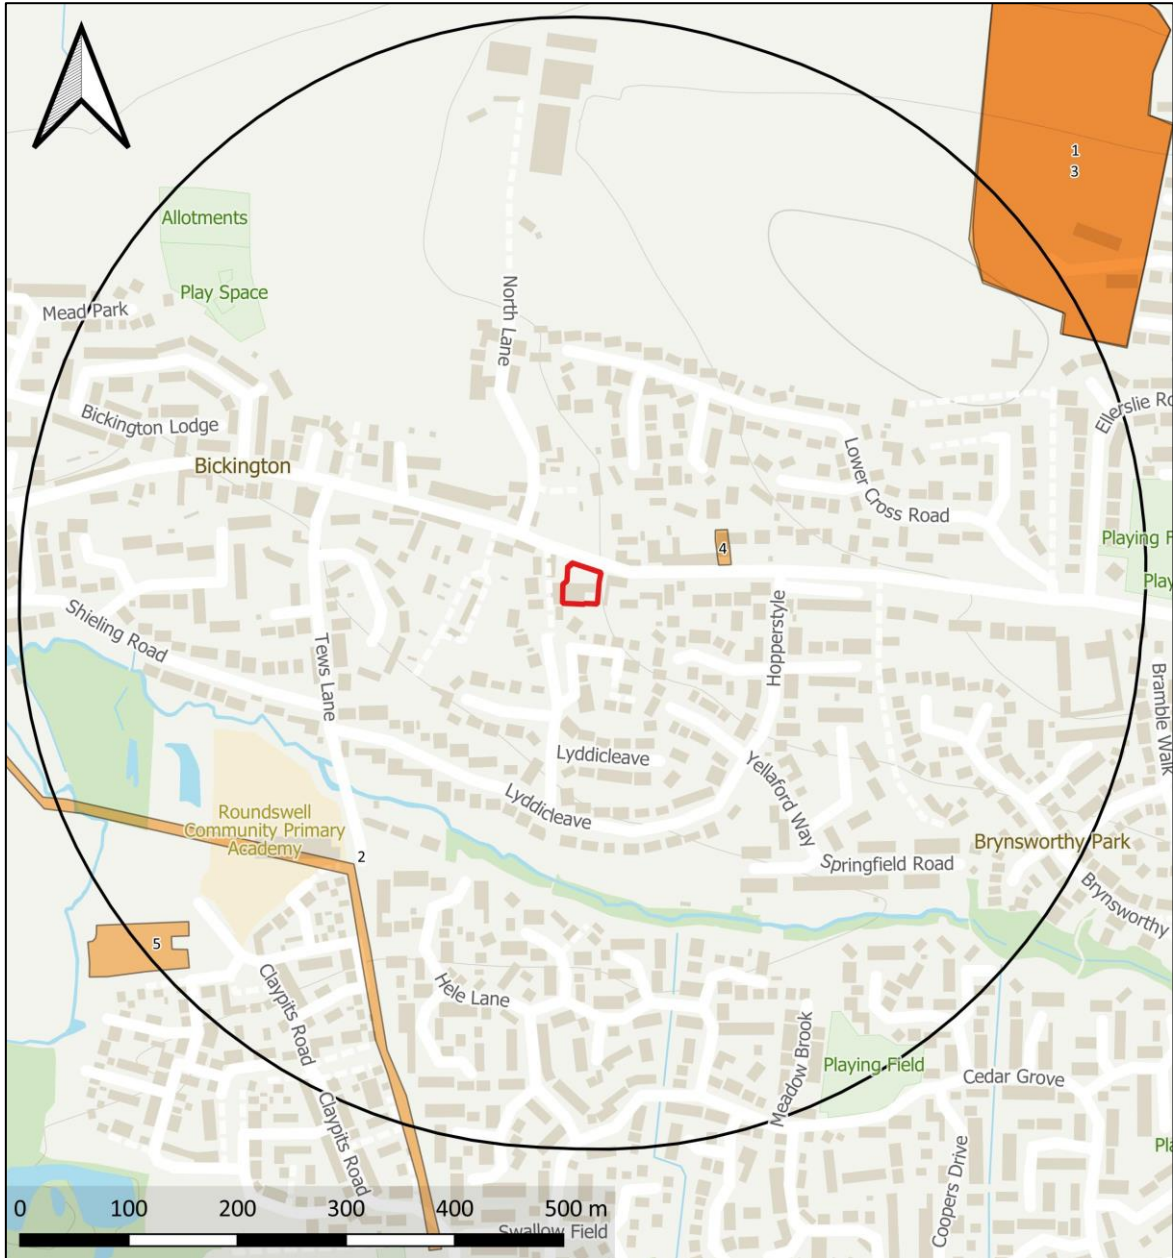 1
3
Allotments
Play Space
Mead Park
North Lane
Bickington Lodge
Ellerslie Ro
Bickington
Lower Cross Road
Playing F
Play
4
Shieling Road
Tews Lane
Hopperstyle
Bramble Walk
Lyddicleave
Yellaford Way
Lyddicleave
Roundswell
Community Primary
Academy
2
Springfield Road
Brynsworthy Park
Brynsworthy
5
Claypits Road
Hele Lane
Meadow Brook
Playing Field
Cedar Grove
Claypits Road
Coopers Drive
Pla
0 100 200 300 400 500 m
Swallow Field